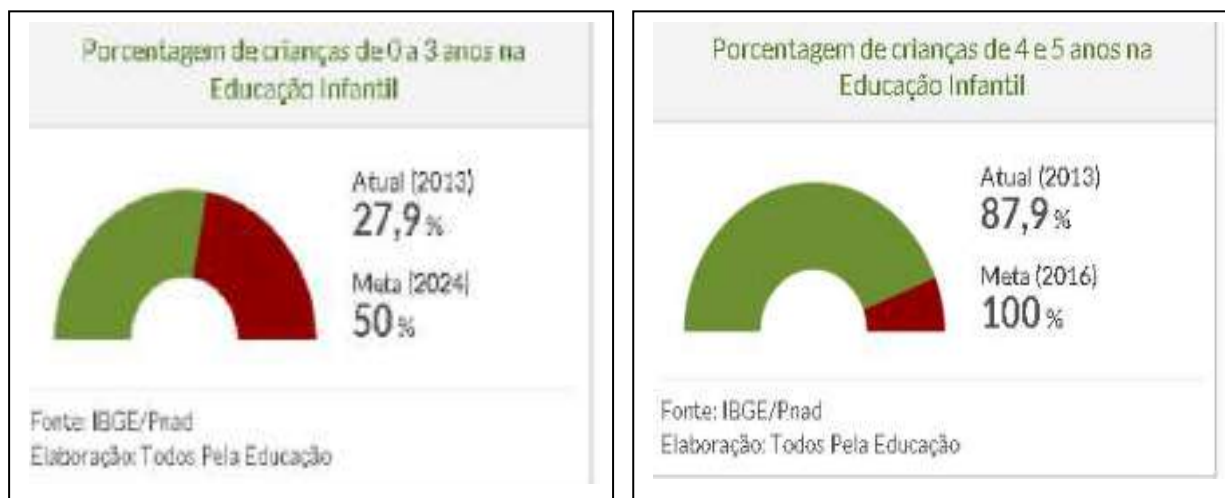 Porcentagem de crianças de 0 a 3 anos na
Educação Infantil
Atual (2013)
27,9 %
Meta (2024)
50 %
Fonte: IBGE/Pnad
Elaboração: Todos Pela Educação
Porcentagem de crianças de 4 e 5 anos na
Educação Infantil
Atual (2013)
87,9 %
Meta (2016)
100 %
Fonte: IBGE/Pnad
Elaboração: Todos Pela Educação